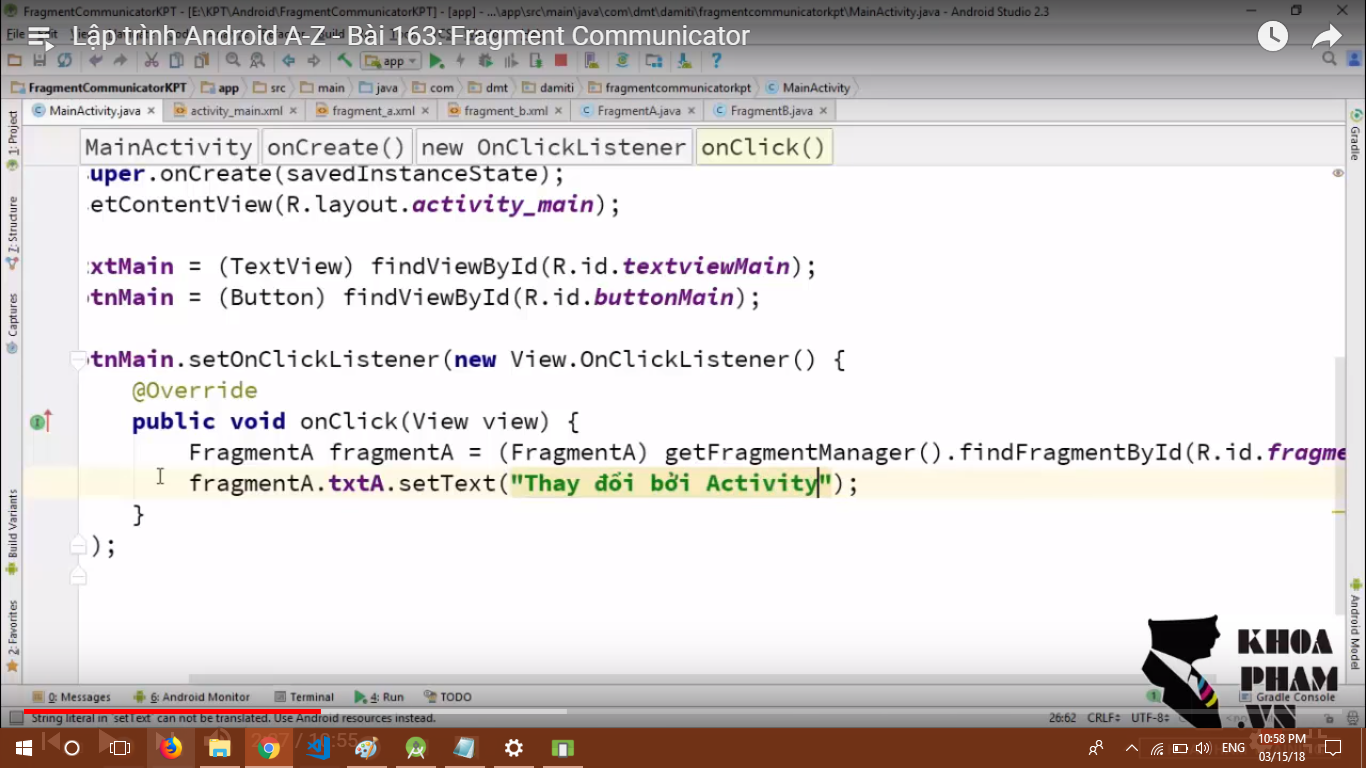 FragmentCommunicatorKPT - [E:\KPT\Android\FragmentCommunicatorKPT] - [app] - ...\app\src\main\java\com\dmt\damiti\fragmentcommunicatorkpt\MainActivity.java - Android Studio 2.3
Lập trình Android A-Z - Bài 163: Fragment Communicator
app
FragmentCommunicatorKPT app src main java com dmt damiti fragmentcommunicatorkpt MainActivity
MainActivity.java activity_main.xml fragment_a.xml fragment_b.xml FragmentA.java FragmentB.java
MainActivity onCreate() new OnClickListener onClick()
uper.onCreate(savedInstanceState);
etContentView(R.layout.activity_main);
xtMain = (TextView) findViewById(R.id.textviewMain);
tnMain = (Button) findViewById(R.id.buttonMain);
tnMain.setOnClickListener(new View.OnClickListener() {
@Override
public void onClick(View view) {
FragmentA fragmentA = (FragmentA) getFragmentManager().findFragmentById(R.id.fragme
fragmentA.txtA.setText("Thay đổi bởi Activity");
}
);
1: Project
7: Structure
Captures
Build Variants
2: Favorites
Gradle
Android Model
KHOA
PHAM
.VN
0: Messages 6: Android Monitor Terminal 4: Run TODO 1 Gradle Console
String literal in 'setText' can not be translated. Use Android resources instead. 26:62 CRLF÷ UTF-8÷
2:37 / 10:55
ENG 10:58 PM
03/15/18